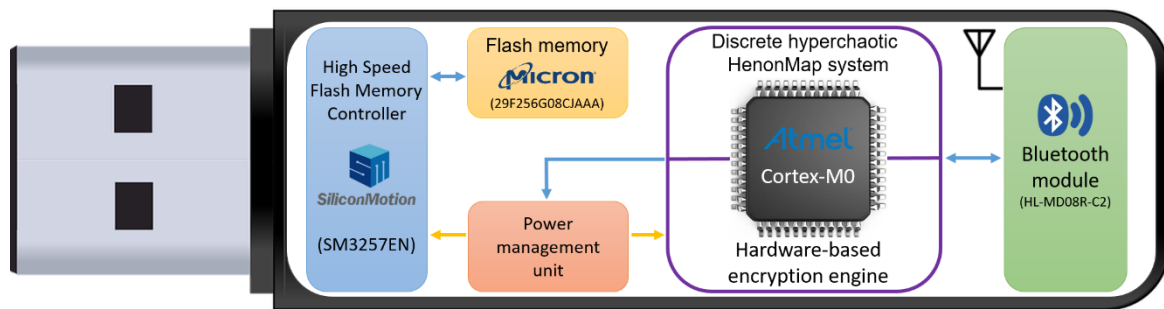 High Speed
Flash Memory
Controller
SM
SiliconMotion
(SM3257EN)
Flash memory
Micron
(29F256G08CJAAA)
Power
management
unit
Discrete hyperchaotic
HenonMap system
Atmel
Cortex-M0
Hardware-based
encryption engine
Bluetooth
module
(HL-MD08R-C2)